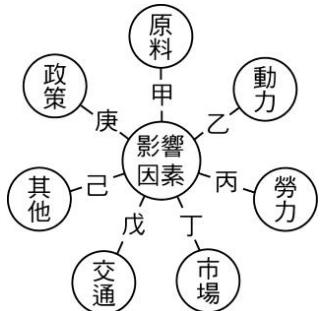 原料
甲
動力
乙
勞力
丙
市場
丁
交通
戊
其他
己
政策
庚
影響
因素